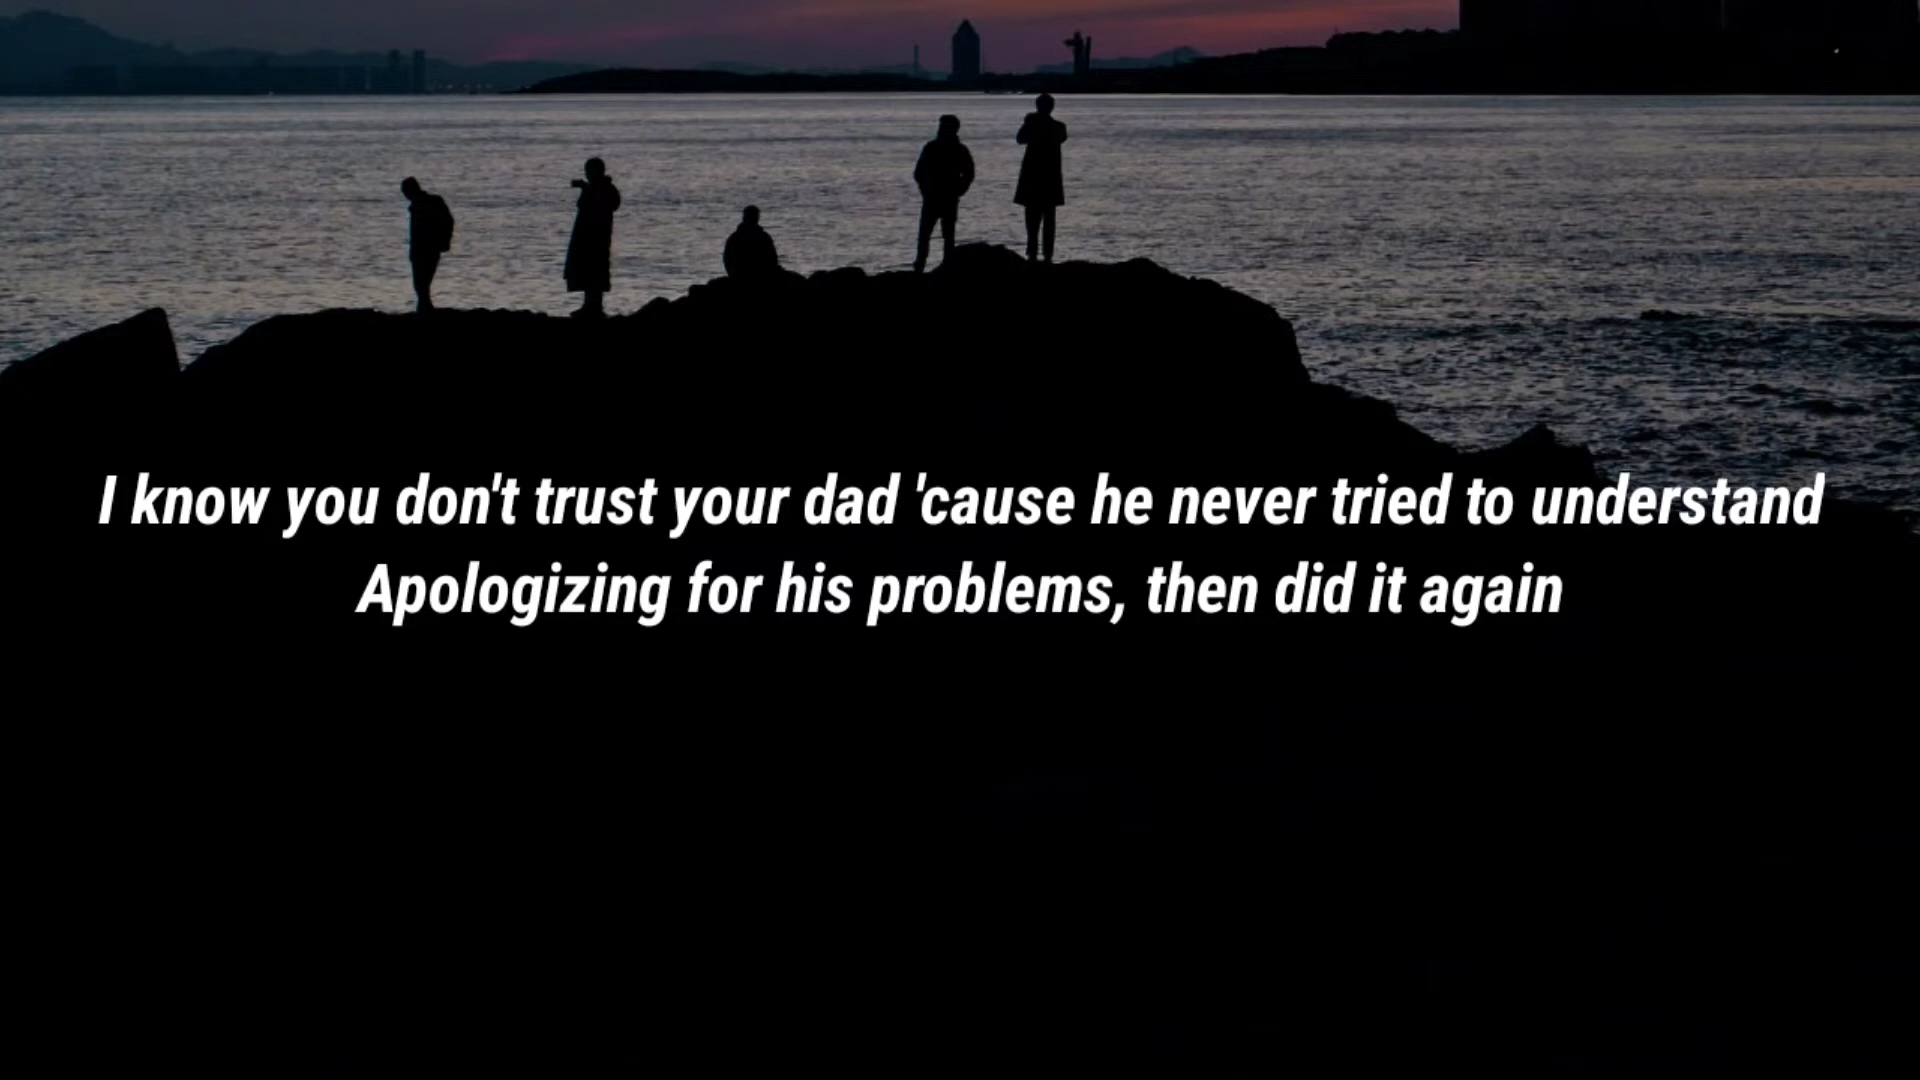 I know you don't trust your dad 'cause he never tried to understand
Apologizing for his problems, then did it again